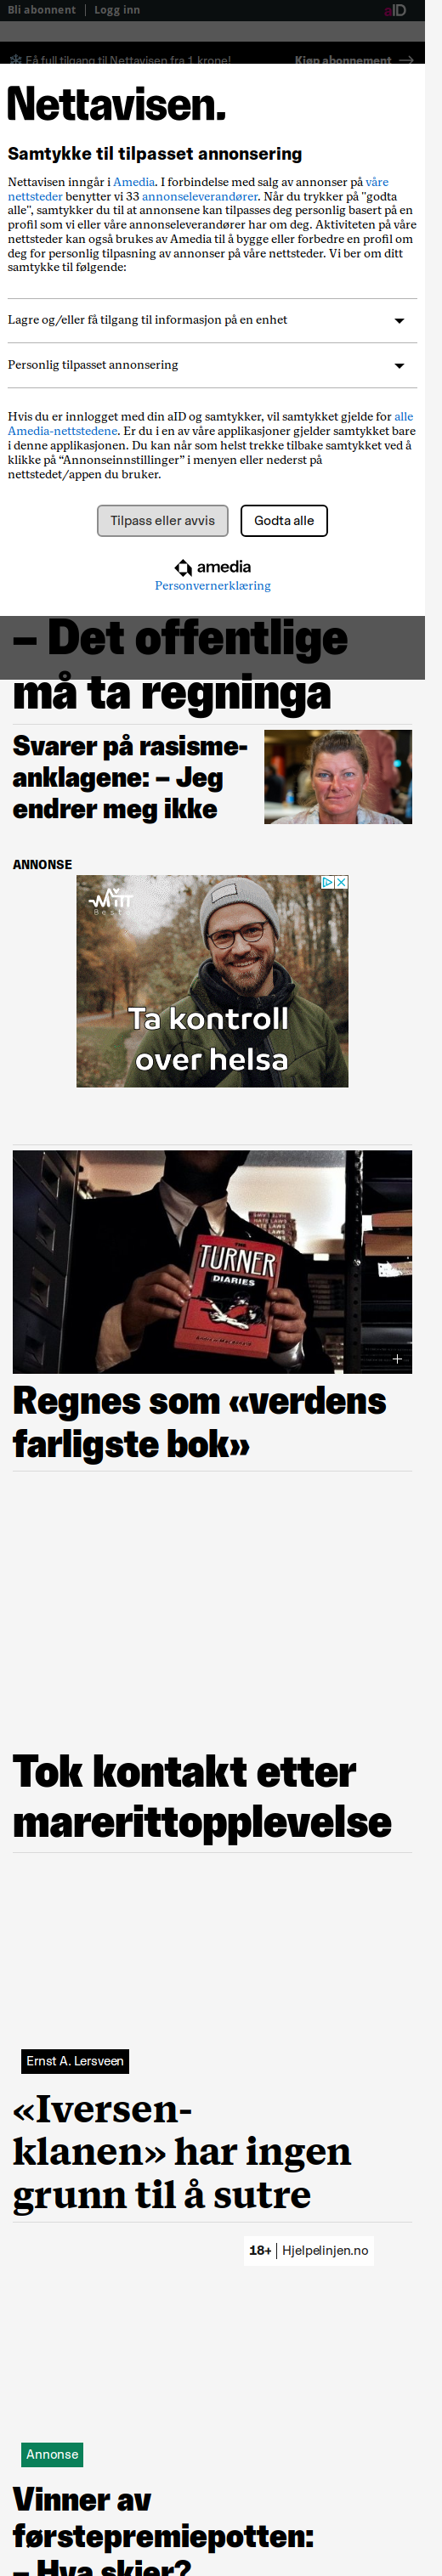 Bli abonnent
Logg inn
aID
Få full tilgang til Nettavisen fra 1 krone!
Kjøp abonnement
Nettavisen.
Samtykke til tilpasset annonsering
Nettavisen inngår i Amedia. I forbindelse med salg av annonser på våre
nettsteder benytter vi 33 annonseleverandører. Når du trykker på "godta
alle", samtykker du til at annonsene kan tilpasses deg personlig basert på en
profil som vi eller våre annonseleverandører har om deg. Aktiviteten på våre
nettsteder kan også brukes av Amedia til å bygge eller forbedre en profil om
deg for personlig tilpasning av annonser på våre nettsteder. Vi ber om ditt
samtykke til følgende:
Lagre og/eller få tilgang til informasjon på en enhet
Personlig tilpasset annonsering
Hvis du er innlogget med din aID og samtykker, vil samtykket gjelde for alle
Amedia-nettstedene. Er du i en av våre applikasjoner gjelder samtykket bare
i denne applikasjonen. Du kan når som helst trekke tilbake samtykket ved å
klikke på “Annonseinnstillinger” i menyen eller nederst på
nettstedet/appen du bruker.
Tilpass eller avvis
Godta alle
amedia
Personvernerklæring
– Det offentlige
må ta regninga
Svarer på rasisme-
anklagene: – Jeg
endrer meg ikke
ANNONSE
MITT
Beste
Ta kontroll
over helsa
THE
TURNER
DIARIES
Regnes som «verdens
farligste bok»
Tok kontakt etter
marerittopplevelse
Ernst A. Lersveen
«Iversen-
klanen» har ingen
grunn til å sutre
18+ | Hjelpelinjen.no
Annonse
Vinner av
førstepremiepotten:
– Hva skjer?